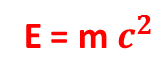 E = m c²